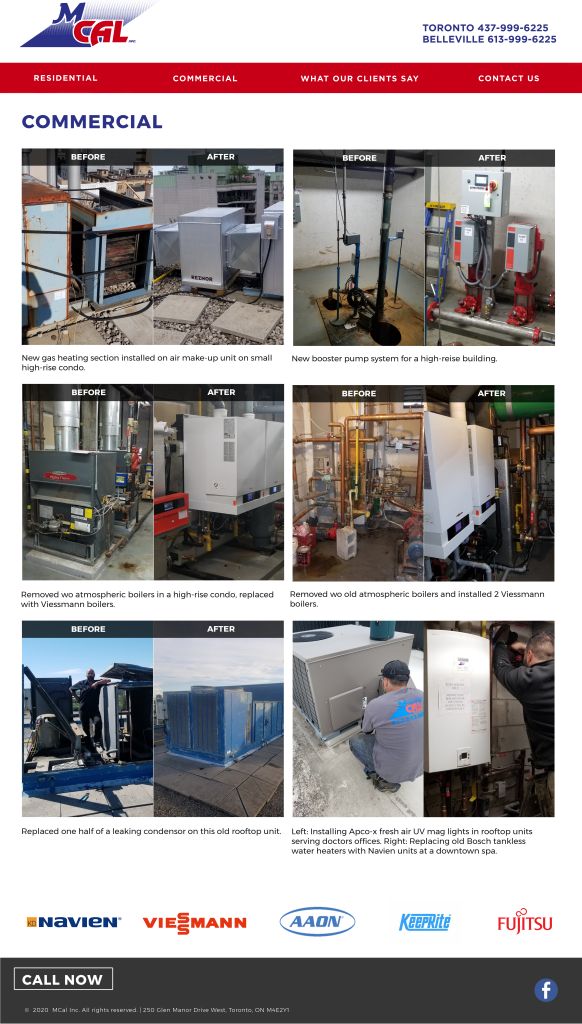 MCAL INC.
TORONTO 437-999-6225
BELLEVILLE 613-999-6225
RESIDENTIAL COMMERCIAL WHAT OUR CLIENTS SAY CONTACT US
COMMERCIAL
BEFORE AFTER BEFORE AFTER
REZNOR
New gas heating section installed on air make-up unit on small
high-rise condo.
New booster pump system for a high-reise building.
BEFORE AFTER BEFORE AFTER
Removed wo atmospheric boilers in a high-rise condo, replaced
with Viessmann boilers.
Removed wo old atmospheric boilers and installed 2 Viessmann
boilers.
BEFORE AFTER
MCAL
Replaced one half of a leaking condensor on this old rooftop unit.
Left: Installing Apco-x fresh air UV mag lights in rooftop units
serving doctors offices. Right: Replacing old Bosch tankless
water heaters with Navien units at a downtown spa.
KD NAVIEN VIESSMANN AAON KeepRite FUJITSU
CALL NOW
f
© 2020 MCal Inc. All rights reserved. | 250 Glen Manor Drive West, Toronto, ON M4E2Y1